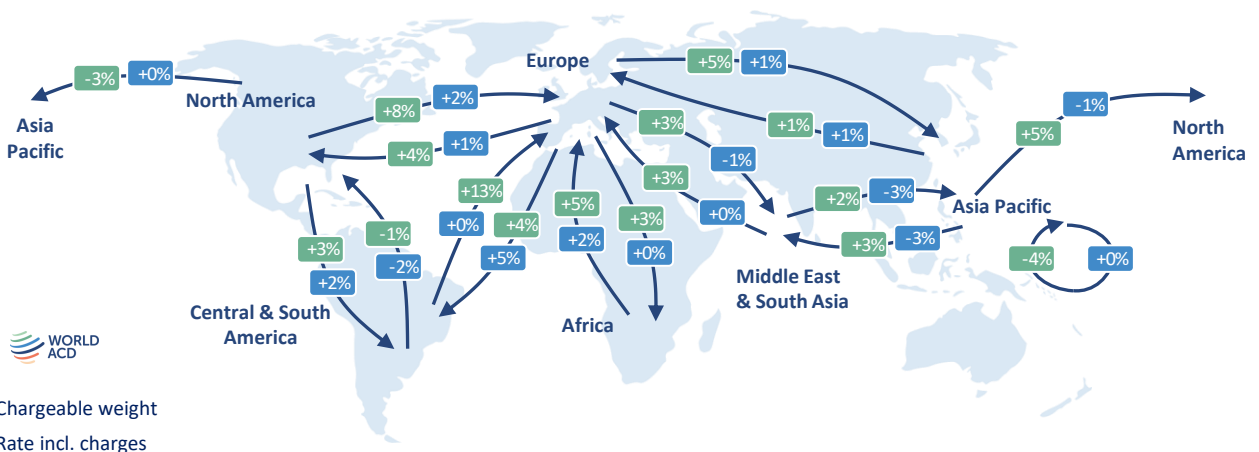 Europe
+5%
+1%
-3%
+0%
North America
Asia
Pacific
+8%
+2%
+4%
+1%
+3%
-1%
+1%
+1%
-1%
+5%
North
America
+13%
+0%
+4%
+5%
+5%
+2%
+3%
+0%
+3%
+0%
+2%
-3%
Asia Pacific
+3%
-3%
-4%
+0%
+3%
+2%
-1%
-2%
Middle East
& South Asia
Central & South
America
Africa
WORLD
ACD
Chargeable weight
Rate incl. charges